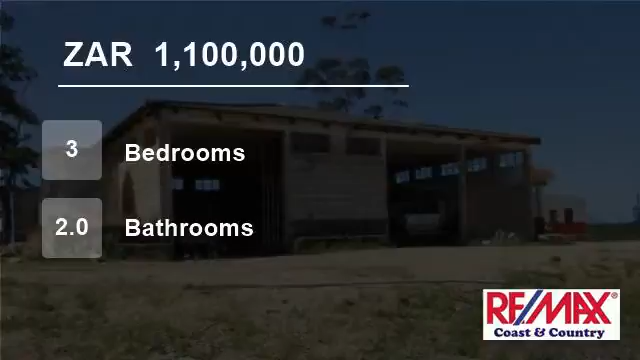 ZAR 1,100,000
3 Bedrooms
2.0 Bathrooms
RE/MAX®
Coast & Country